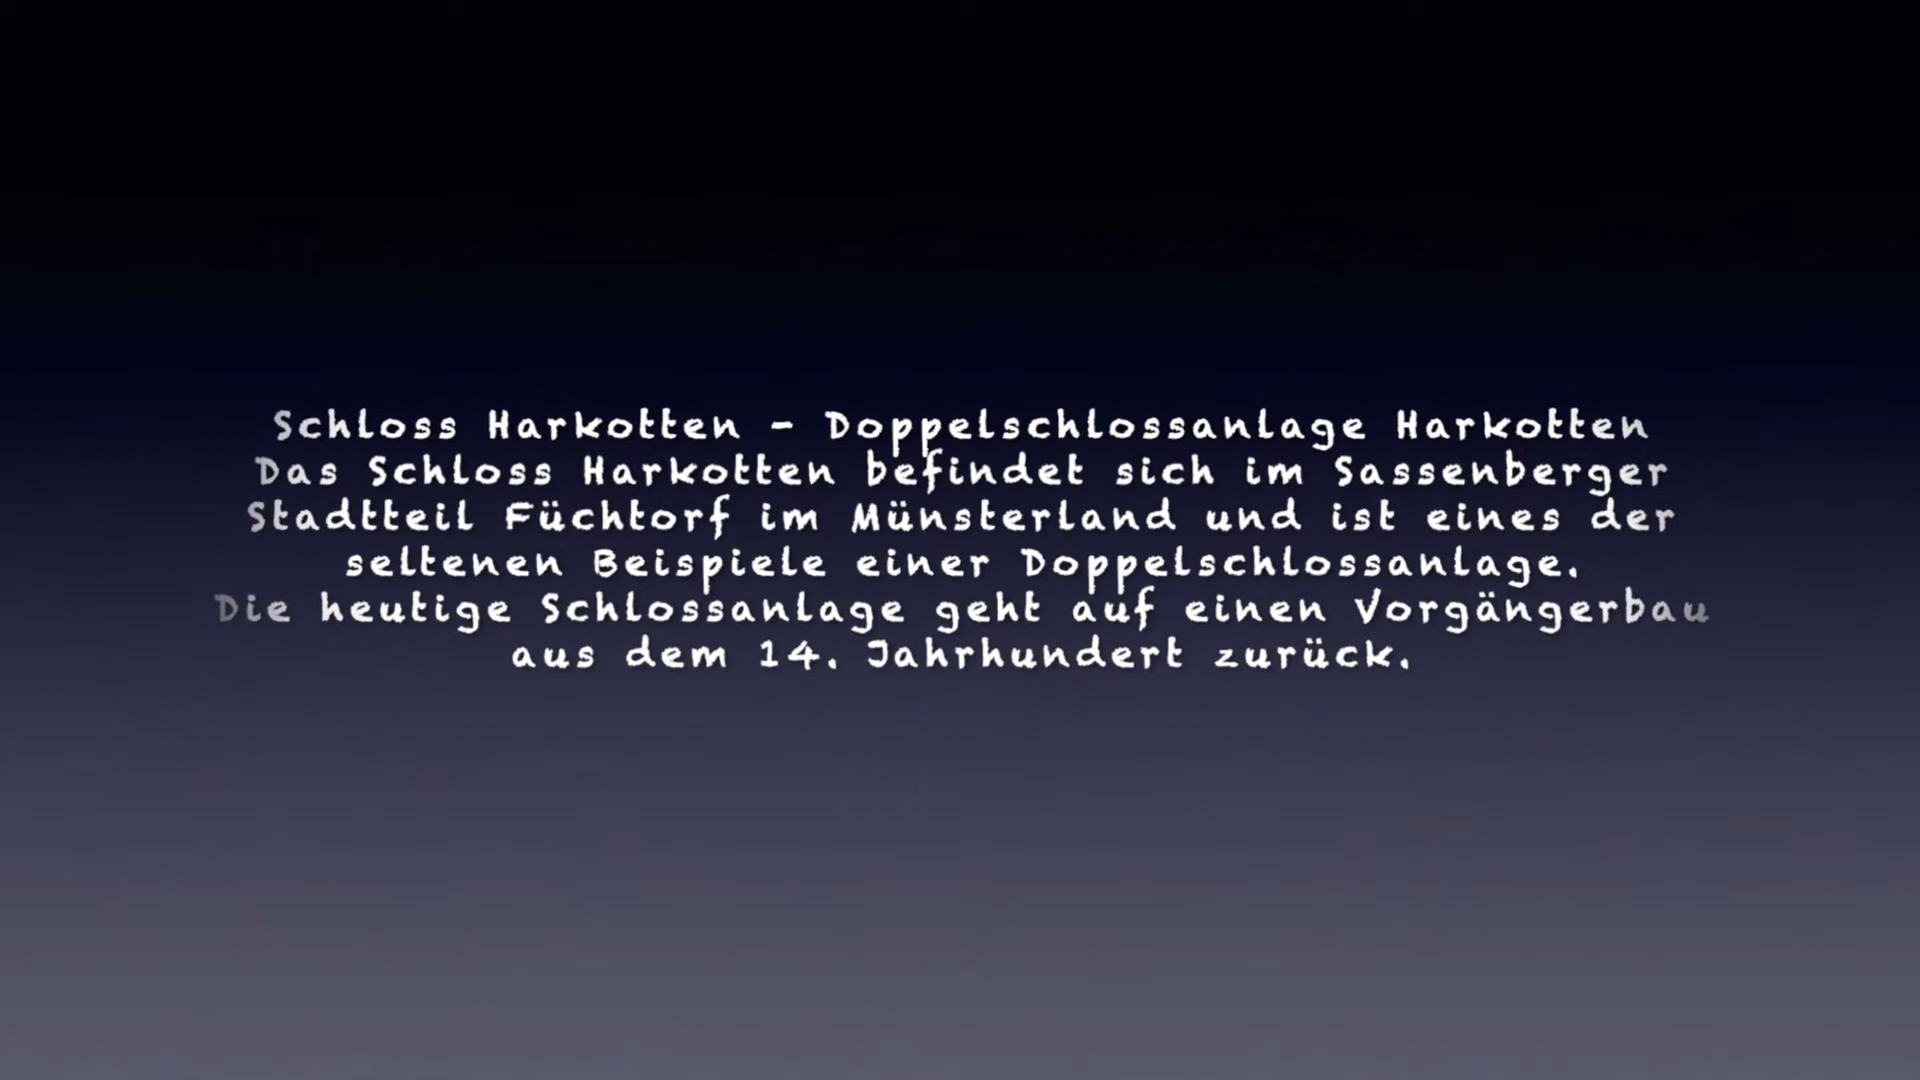 Schloss Harkotten - Doppelschlossanlage Harkotten
Das Schloss Harkotten befindet sich im Sassenberger
Stadtteil Füchtorf im Münsterland und ist eines der
seltenen Beispiele einer Doppelschlossanlage.
Die heutige Schlossanlage geht auf einen Vorgängerbau
aus dem 14. Jahrhundert zurück.